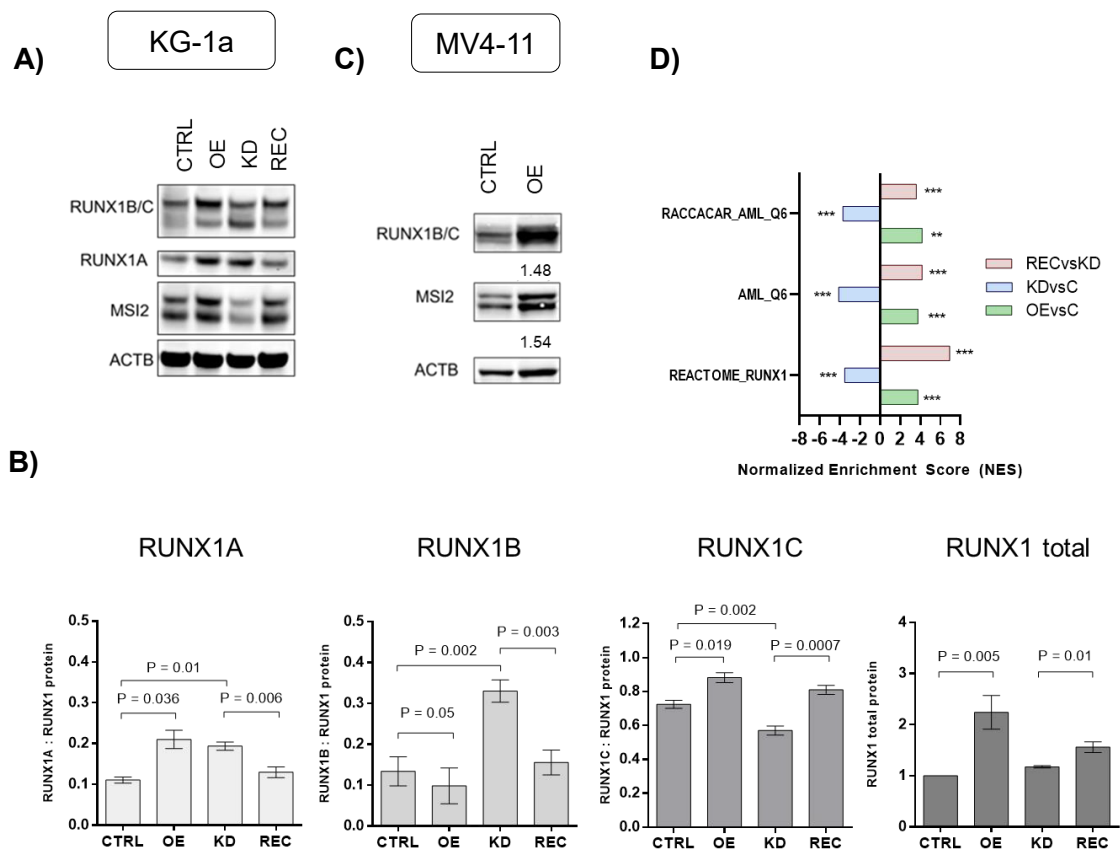 KG-1a
MV4-11
A)
C)
D)
CTRL
OE
KD
REC
RUNX1B/C
RUNX1A
MSI2
ACTB
CTRL
OE
RUNX1B/C
1.48
MSI2
1.54
ACTB
RACCACAR_AML_Q6
AML_Q6
REACTOME_RUNX1
***
***
**
***
***
***
***
***
***
RECvsKD
KDvsC
OEvsC
-8 -6 -4 -2 0 2 4 6 8
Normalized Enrichment Score (NES)
B)
RUNX1A
RUNX1A : RUNX1 protein
0.5
0.4
0.3
0.2
0.1
0.0
P = 0.01
P = 0.036
P = 0.006
CTRL OE KD REC
RUNX1B
RUNX1B : RUNX1 protein
0.5
0.4
0.3
0.2
0.1
0.0
P = 0.003
P = 0.002
P = 0.05
CTRL OE KD REC
RUNX1C
RUNX1C : RUNX1 protein
1.2
1.0
0.8
0.6
0.4
0.2
0.0
P = 0.002
P = 0.019
P = 0.0007
CTRL OE KD REC
RUNX1 total
RUNX1 total protein
4
3
2
1
0
P = 0.005
P = 0.01
CTRL OE KD REC